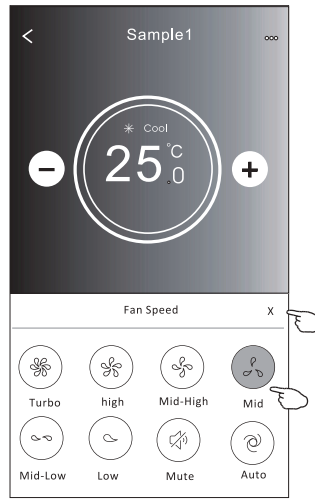 Sample1
Cool
25.0°C
Fan Speed X
Turbo high Mid-High Mid
Mid-Low Low Mute Auto